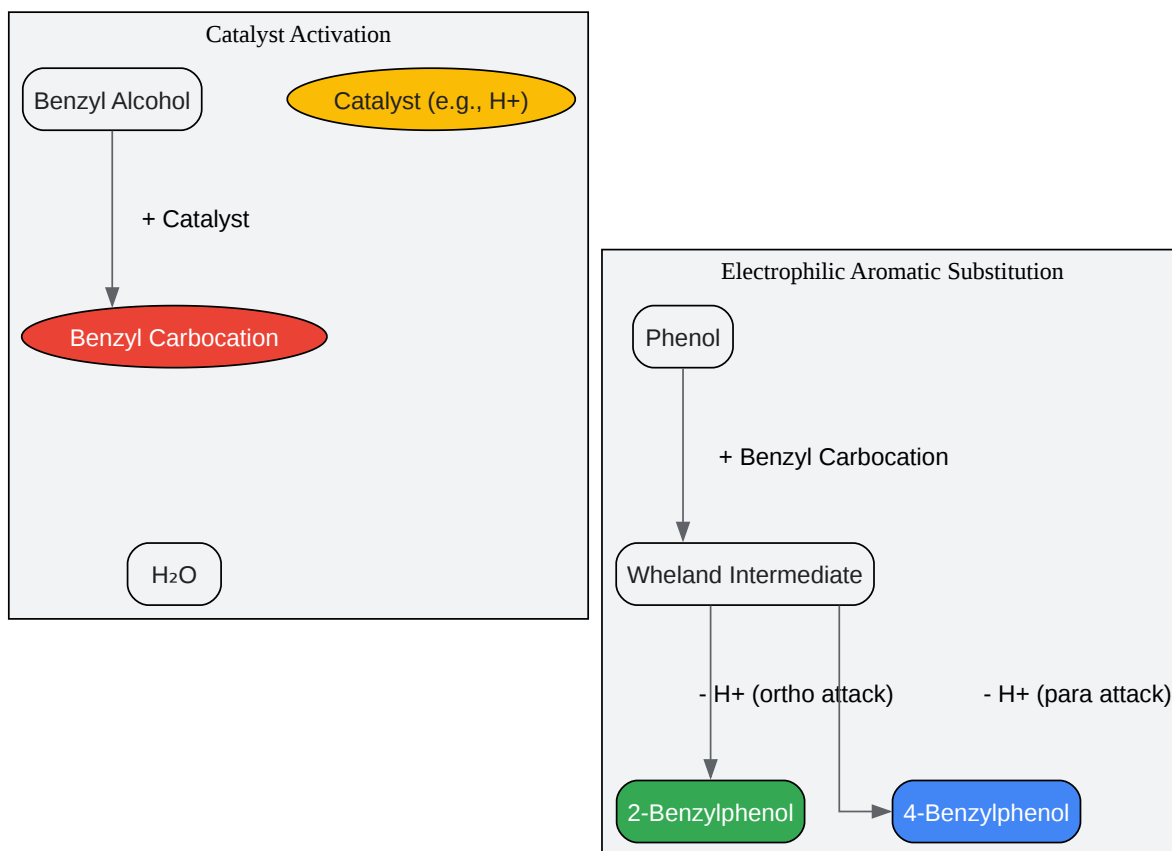 Catalyst Activation
Benzyl Alcohol
Catalyst (e.g., H+)
+ Catalyst
Benzyl Carbocation
H₂O
Electrophilic Aromatic Substitution
Phenol
+ Benzyl Carbocation
Wheland Intermediate
- H+ (ortho attack)
- H+ (para attack)
2-Benzylphenol
4-Benzylphenol